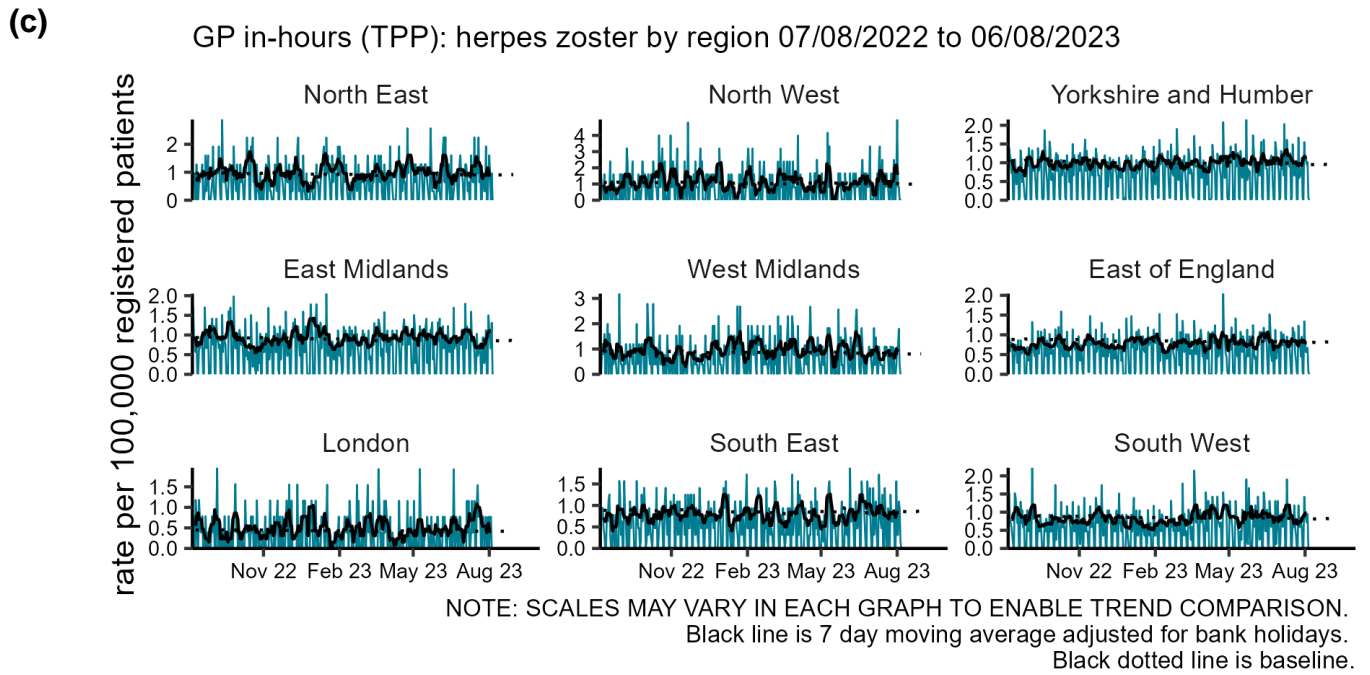 (c)
GP in-hours (TPP): herpes zoster by region 07/08/2022 to 06/08/2023
rate per 100,000 registered patients
North East
2
1
0
North West
4
3
2
1
0
Yorkshire and Humber
2.0
1.5
1.0
0.5
0.0
East Midlands
2.0
1.5
1.0
0.5
0.0
West Midlands
3
2
1
0
East of England
2.0
1.5
1.0
0.5
0.0
London
1.5
1.0
0.5
0.0
Nov 22 Feb 23 May 23 Aug 23
South East
1.5
1.0
0.5
0.0
Nov 22 Feb 23 May 23 Aug 23
South West
2.0
1.5
1.0
0.5
0.0
Nov 22 Feb 23 May 23 Aug 23
NOTE: SCALES MAY VARY IN EACH GRAPH TO ENABLE TREND COMPARISON.
Black line is 7 day moving average adjusted for bank holidays.
Black dotted line is baseline.